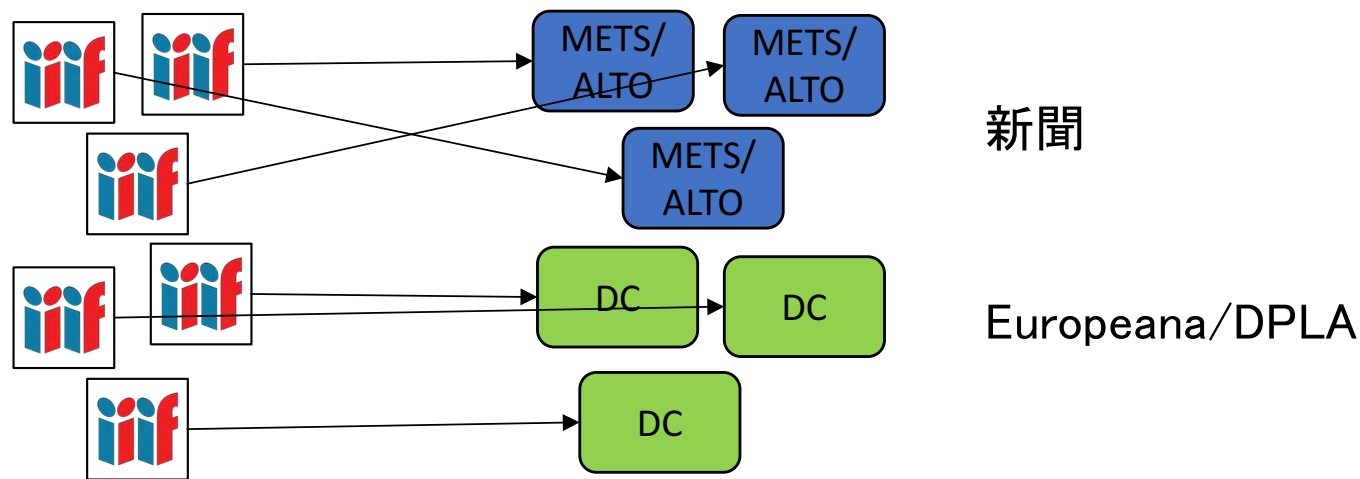 iiif
iiif
METS/
ALTO
METS/
ALTO
新聞
iiif
METS/
ALTO
iiif
iiif
DC
DC
Europeana/DPLA
iiif
DC